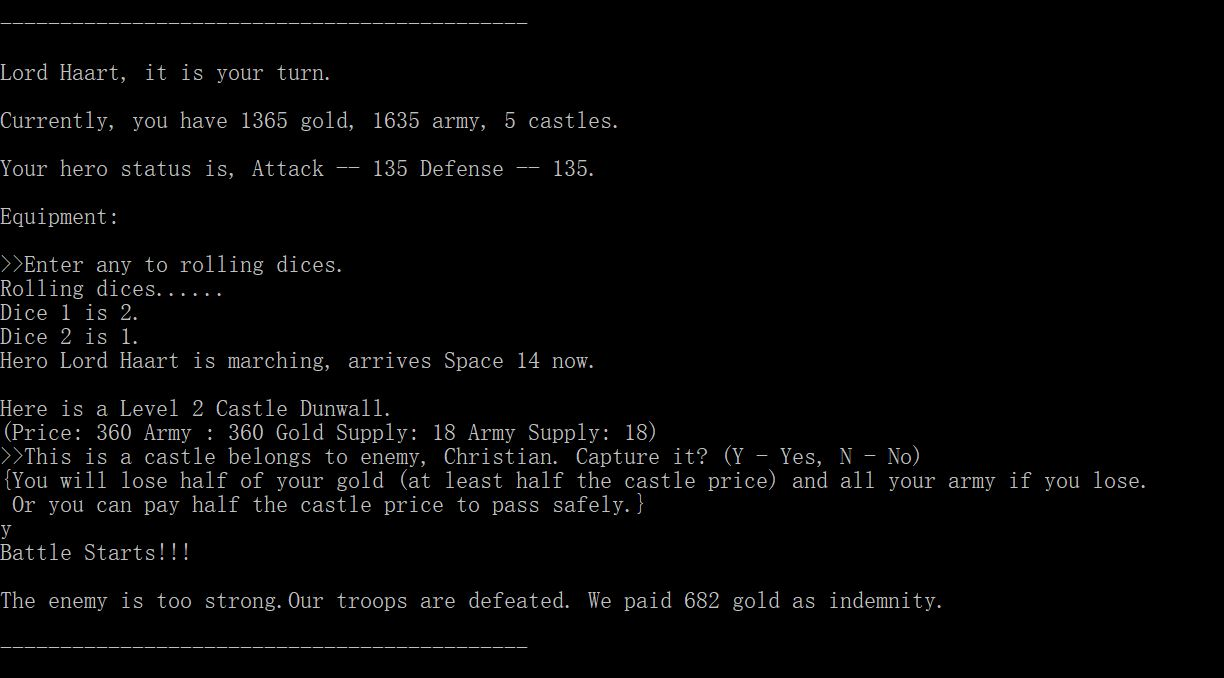 --------------------------------------------
Lord Haart, it is your turn.
Currently, you have 1365 gold, 1635 army, 5 castles.
Your hero status is, Attack -- 135 Defense -- 135.
Equipment:
>>Enter any to rolling dices.
Rolling dices......
Dice 1 is 2.
Dice 2 is 1.
Hero Lord Haart is marching, arrives Space 14 now.
Here is a Level 2 Castle Dunwall.
(Price: 360 Army : 360 Gold Supply: 18 Army Supply: 18)
>>This is a castle belongs to enemy, Christian. Capture it? (Y - Yes, N - No)
{You will lose half of your gold (at least half the castle price) and all your army if you lose.
 Or you can pay half the castle price to pass safely.}
y
Battle Starts!!!
The enemy is too strong.Our troops are defeated. We paid 682 gold as indemnity.
--------------------------------------------